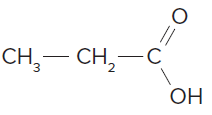 O
CH₃ — CH₂ — C
OH